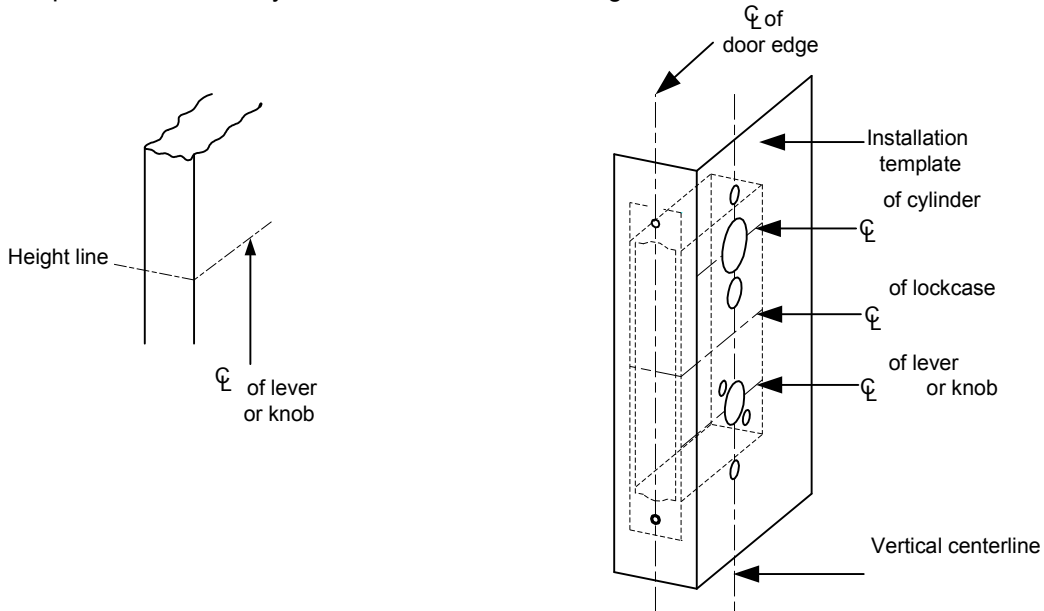 ℄ of
door edge
Installation
template
of cylinder
℄
Height line
of lockcase
℄
℄ of lever
or knob
of lever
℄ or knob
Vertical centerline